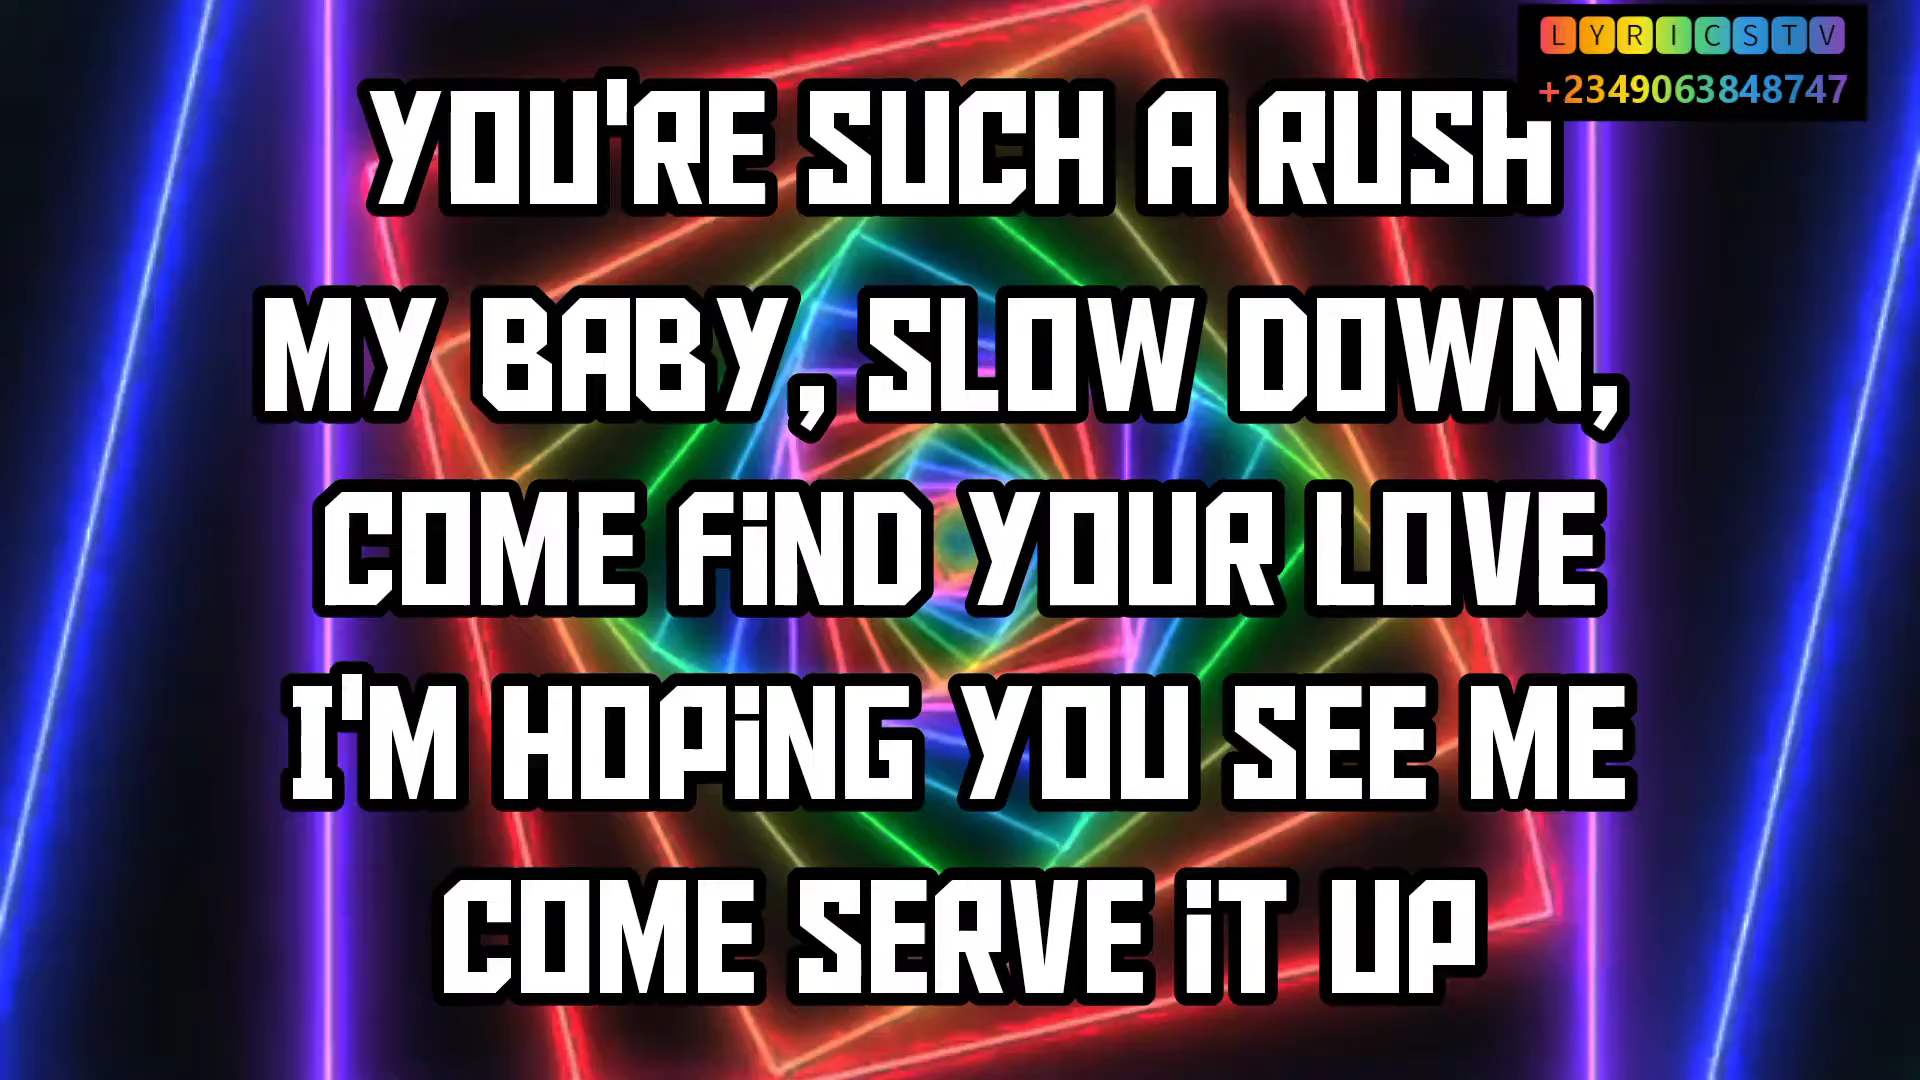 LYRICSTV
+2349063848747
YOU'RE SUCH A RUSH
MY BABY, SLOW DOWN,
COME FiND YOUR LOVE
I'M HOPiNG YOU SEE ME
COME SERVE iT UP